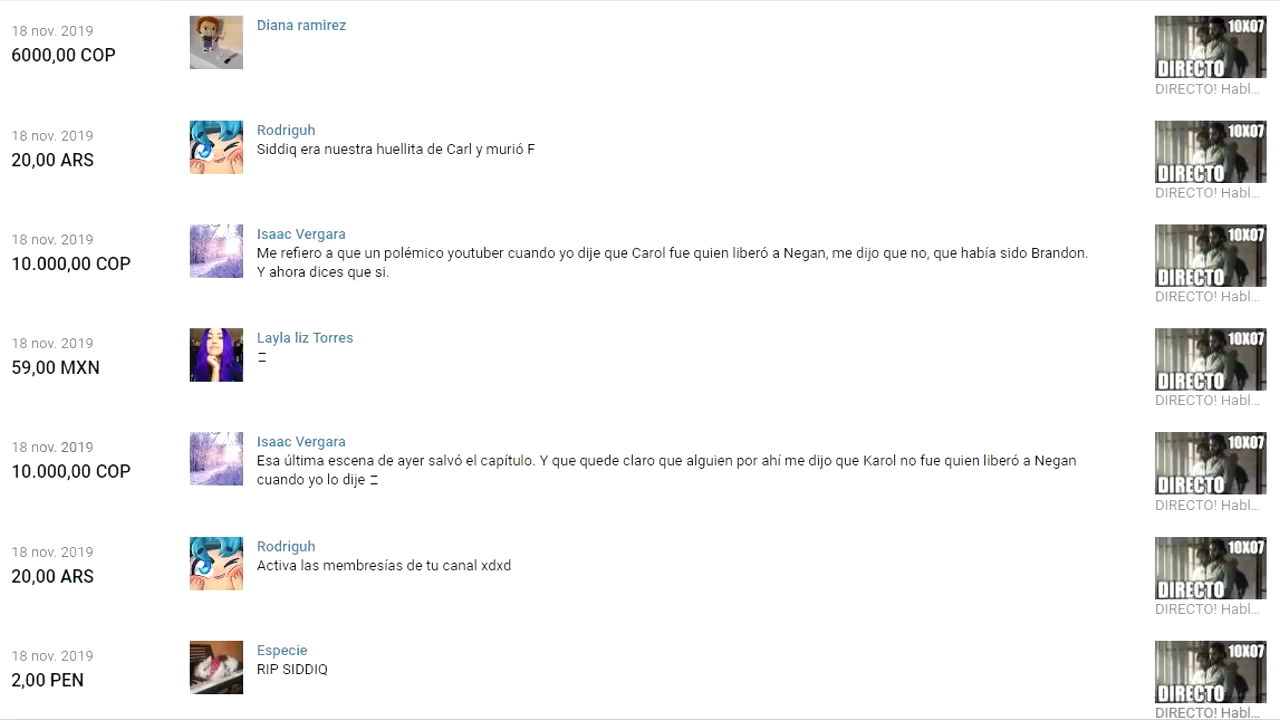 18 nov. 2019
6000,00 COP
Diana ramirez
10X07
DIRECTO
DIRECTO! Habl...
18 nov. 2019
20,00 ARS
Rodriguh
Siddiq era nuestra huellita de Carl y murió F
10X07
DIRECTO
DIRECTO! Habl...
18 nov. 2019
10.000,00 COP
Isaac Vergara
Me refiero a que un polémico youtuber cuando yo dije que Carol fue quien liberó a Negan, me dijo que no, que había sido Brandon.
Y ahora dices que si.
10X07
DIRECTO
DIRECTO! Habl...
18 nov. 2019
59,00 MXN
Layla liz Torres
10X07
DIRECTO
DIRECTO! Habl...
18 nov. 2019
10.000,00 COP
Isaac Vergara
Esa última escena de ayer salvó el capítulo. Y que quede claro que alguien por ahí me dijo que Karol no fue quien liberó a Negan
cuando yo lo dije
10X07
DIRECTO
DIRECTO! Habl...
18 nov. 2019
20,00 ARS
Rodriguh
Activa las membresías de tu canal xdxd
10X07
DIRECTO
DIRECTO! Habl...
18 nov. 2019
2,00 PEN
Especie
RIP SIDDIQ
10X07
DIRECTO
DIRECTO! Habl...